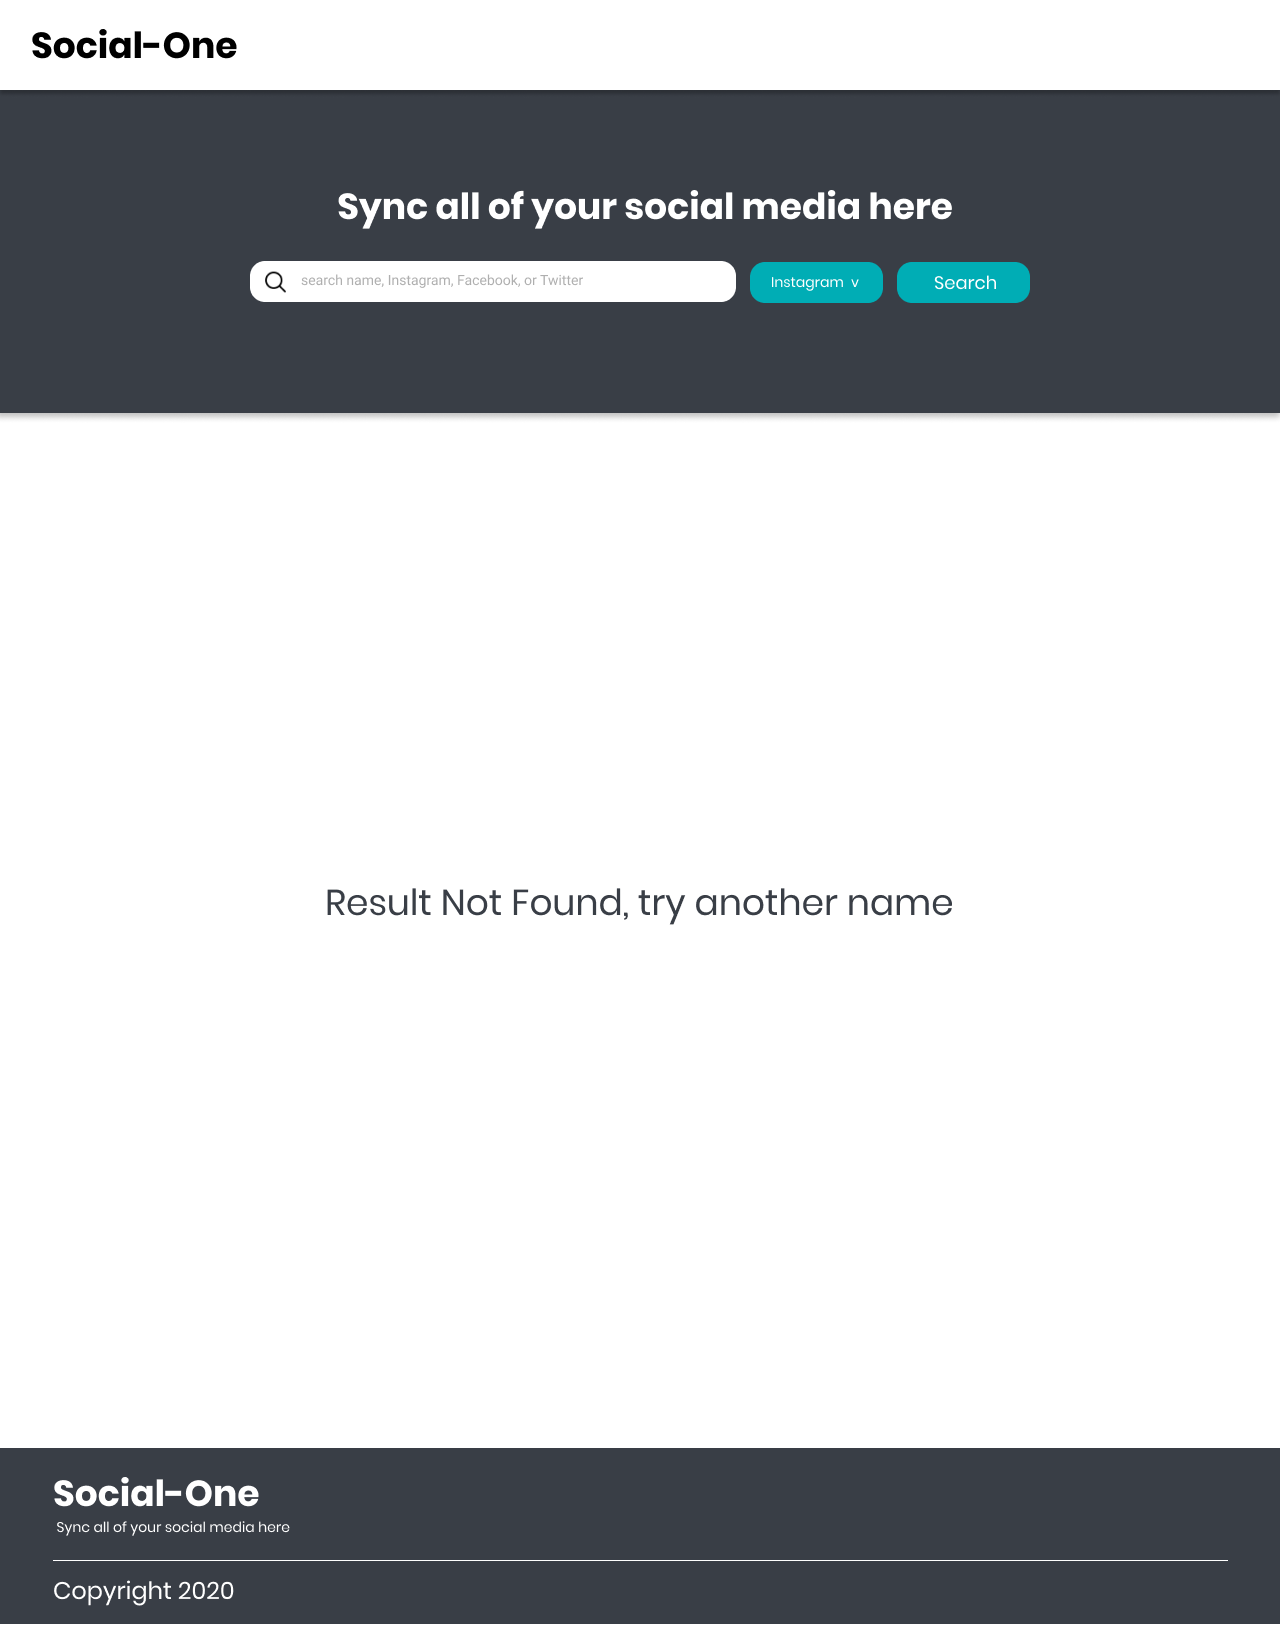 Social-One
Sync all of your social media here
search name, Instagram, Facebook, or Twitter
Instagram v
Search
Result Not Found, try another name
Social-One
Sync all of your social media here
Copyright 2020